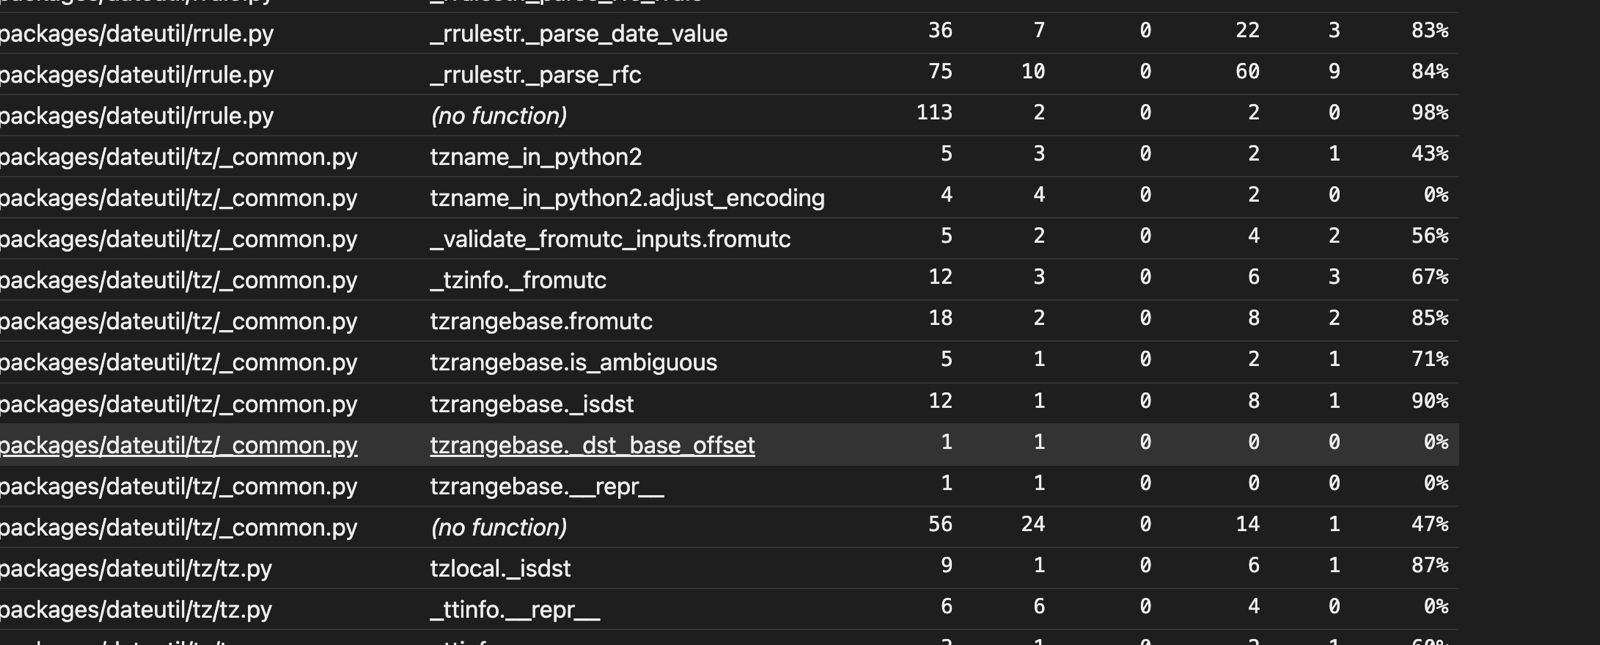 packages/dateutil/rrule.py _rrulestr._parse_date_value 36 7 0 22 3 83%
packages/dateutil/rrule.py _rrulestr._parse_rfc 75 10 0 60 9 84%
packages/dateutil/rrule.py (no function) 113 2 0 2 0 98%
packages/dateutil/tz/_common.py tzname_in_python2 5 3 0 2 1 43%
packages/dateutil/tz/_common.py tzname_in_python2.adjust_encoding 4 4 0 2 0 0%
packages/dateutil/tz/_common.py _validate_fromutc_inputs.fromutc 5 2 0 4 2 56%
packages/dateutil/tz/_common.py _tzinfo._fromutc 12 3 0 6 3 67%
packages/dateutil/tz/_common.py tzrangebase.fromutc 18 2 0 8 2 85%
packages/dateutil/tz/_common.py tzrangebase.is_ambiguous 5 1 0 2 1 71%
packages/dateutil/tz/_common.py tzrangebase._isdst 12 1 0 8 1 90%
packages/dateutil/tz/_common.py tzrangebase._dst_base_offset 1 1 0 0 0 0%
packages/dateutil/tz/_common.py tzrangebase.__repr__ 1 1 0 0 0 0%
packages/dateutil/tz/_common.py (no function) 56 24 0 14 1 47%
packages/dateutil/tz/tz.py tzlocal._isdst 9 1 0 6 1 87%
packages/dateutil/tz/tz.py _ttinfo.__repr__ 6 6 0 4 0 0%